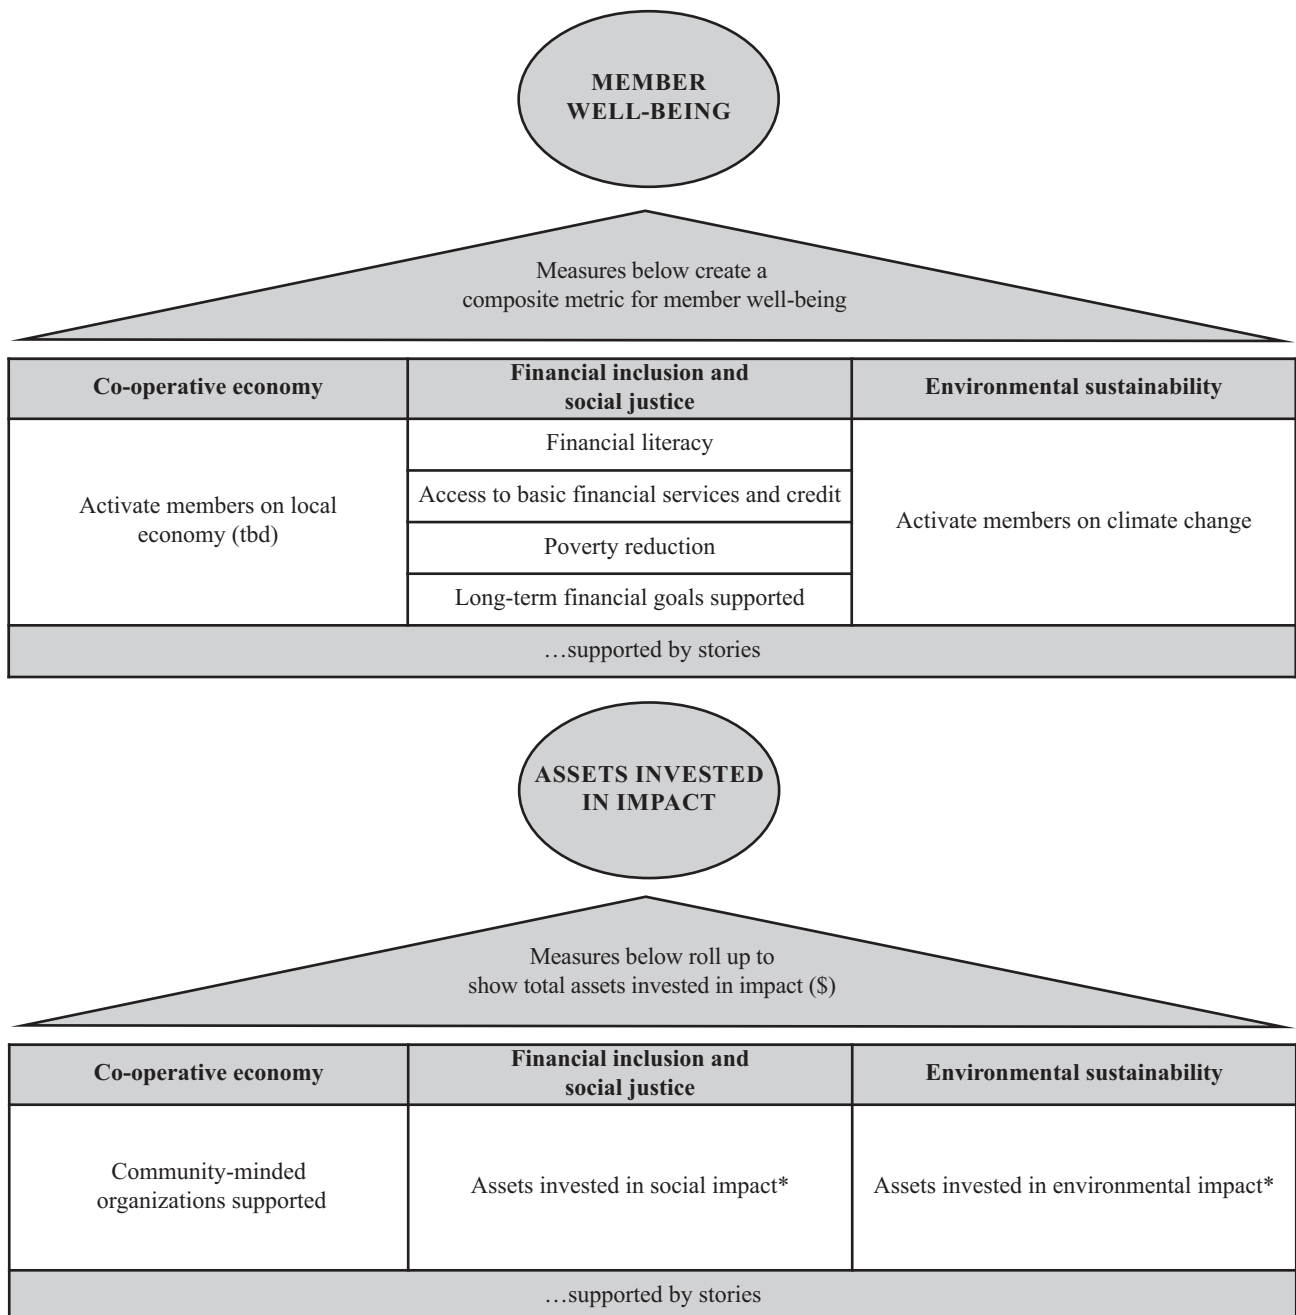 MEMBER
WELL-BEING
Measures below create a
composite metric for member well-being
Co-operative economy
Financial inclusion and
social justice
Environmental sustainability
Activate members on local
economy (tbd)
Financial literacy
Access to basic financial services and credit
Poverty reduction
Long-term financial goals supported
Activate members on climate change
…supported by stories
ASSETS INVESTED
IN IMPACT
Measures below roll up to
show total assets invested in impact ($)
Co-operative economy
Financial inclusion and
social justice
Environmental sustainability
Community-minded
organizations supported
Assets invested in social impact*
Assets invested in environmental impact*
…supported by stories